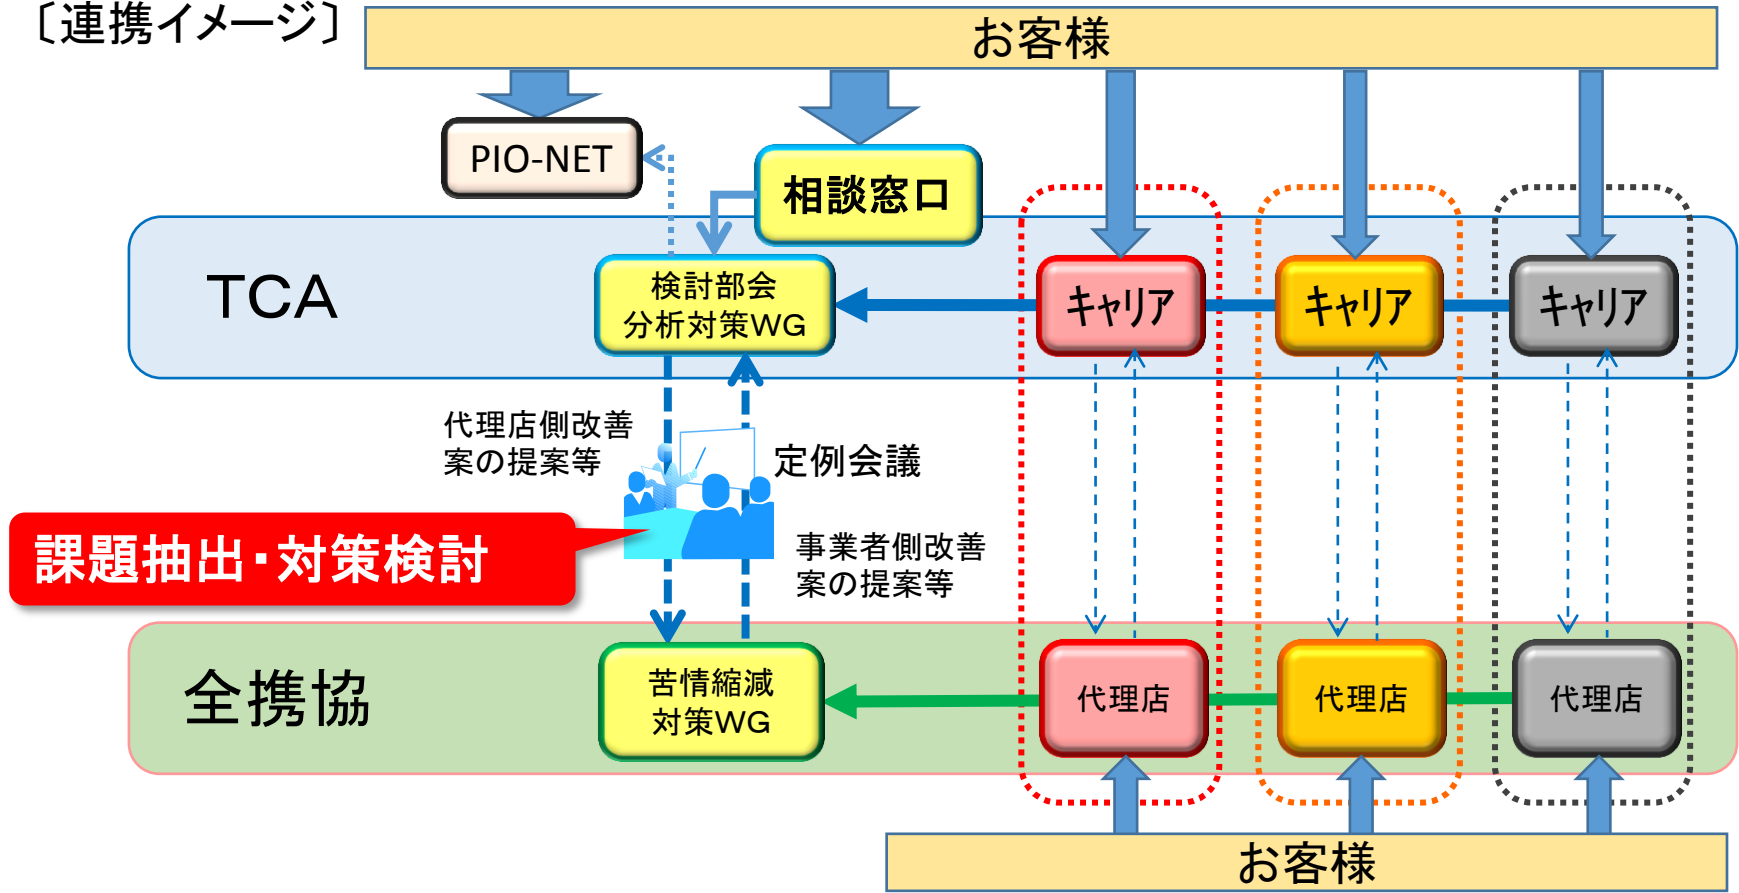 〔連携イメージ〕
お客様
PIO-NET
相談窓口
TCA
検討部会
分析対策WG
キャリア
キャリア
キャリア
代理店側改善
案の提案等
定例会議
課題抽出・対策検討
事業者側改善
案の提案等
全携協
苦情縮減
対策WG
代理店
代理店
代理店
お客様